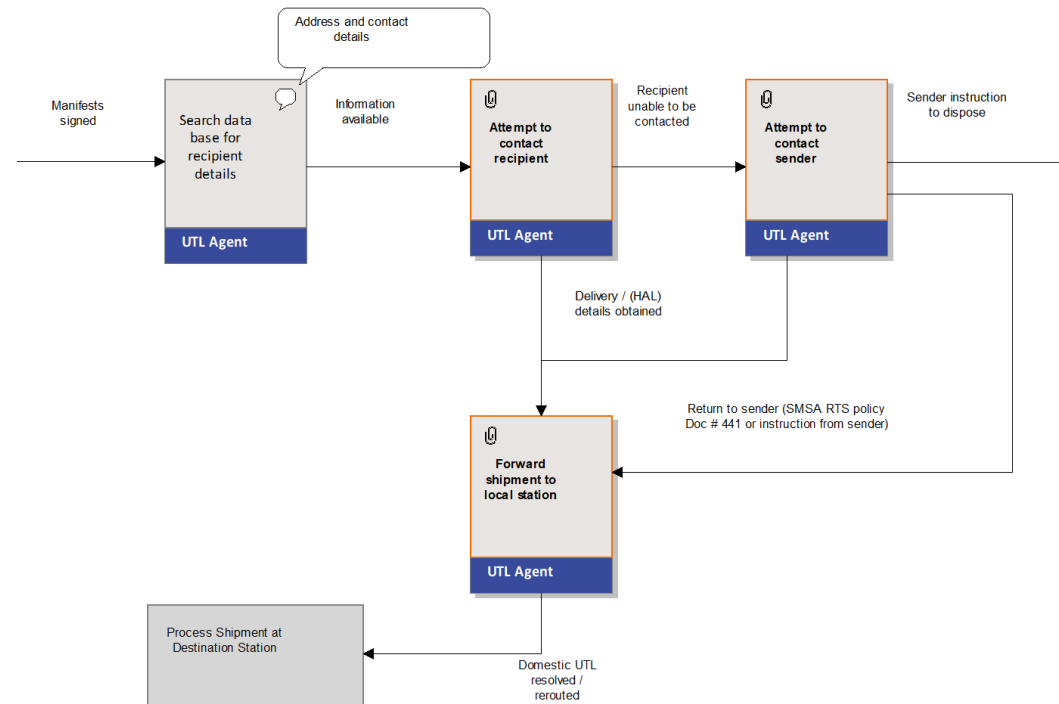 Address and contact
details
Manifests
signed
Search data
base for
recipient
details
UTL Agent
Information
available
Attempt to
contact
recipient
UTL Agent
Recipient
unable to be
contacted
Attempt to
contact
sender
UTL Agent
Sender instruction
to dispose
Delivery / (HAL)
details obtained
Return to sender (SMSA RTS policy
Doc # 441 or instruction from sender)
Forward
shipment to
local station
UTL Agent
Process Shipment at
Destination Station
Domestic UTL
resolved /
rerouted